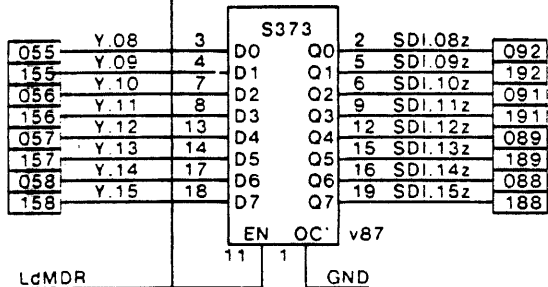 S373
055 Y.08 3 D0 Q0 2 SDI.08z 092
155 Y.09 4 D1 Q1 5 SDI.09z 192
056 Y.10 7 D2 Q2 6 SDI.10z 091
156 Y.11 8 D3 Q3 9 SDI.11z 191
057 Y.12 13 D4 Q4 12 SDI.12z 089
157 Y.13 14 D5 Q5 15 SDI.13z 189
058 Y.14 17 D6 Q6 16 SDI.14z 088
158 Y.15 18 D7 Q7 19 SDI.15z 188
EN OC' v87
11 1
LdMDR GND